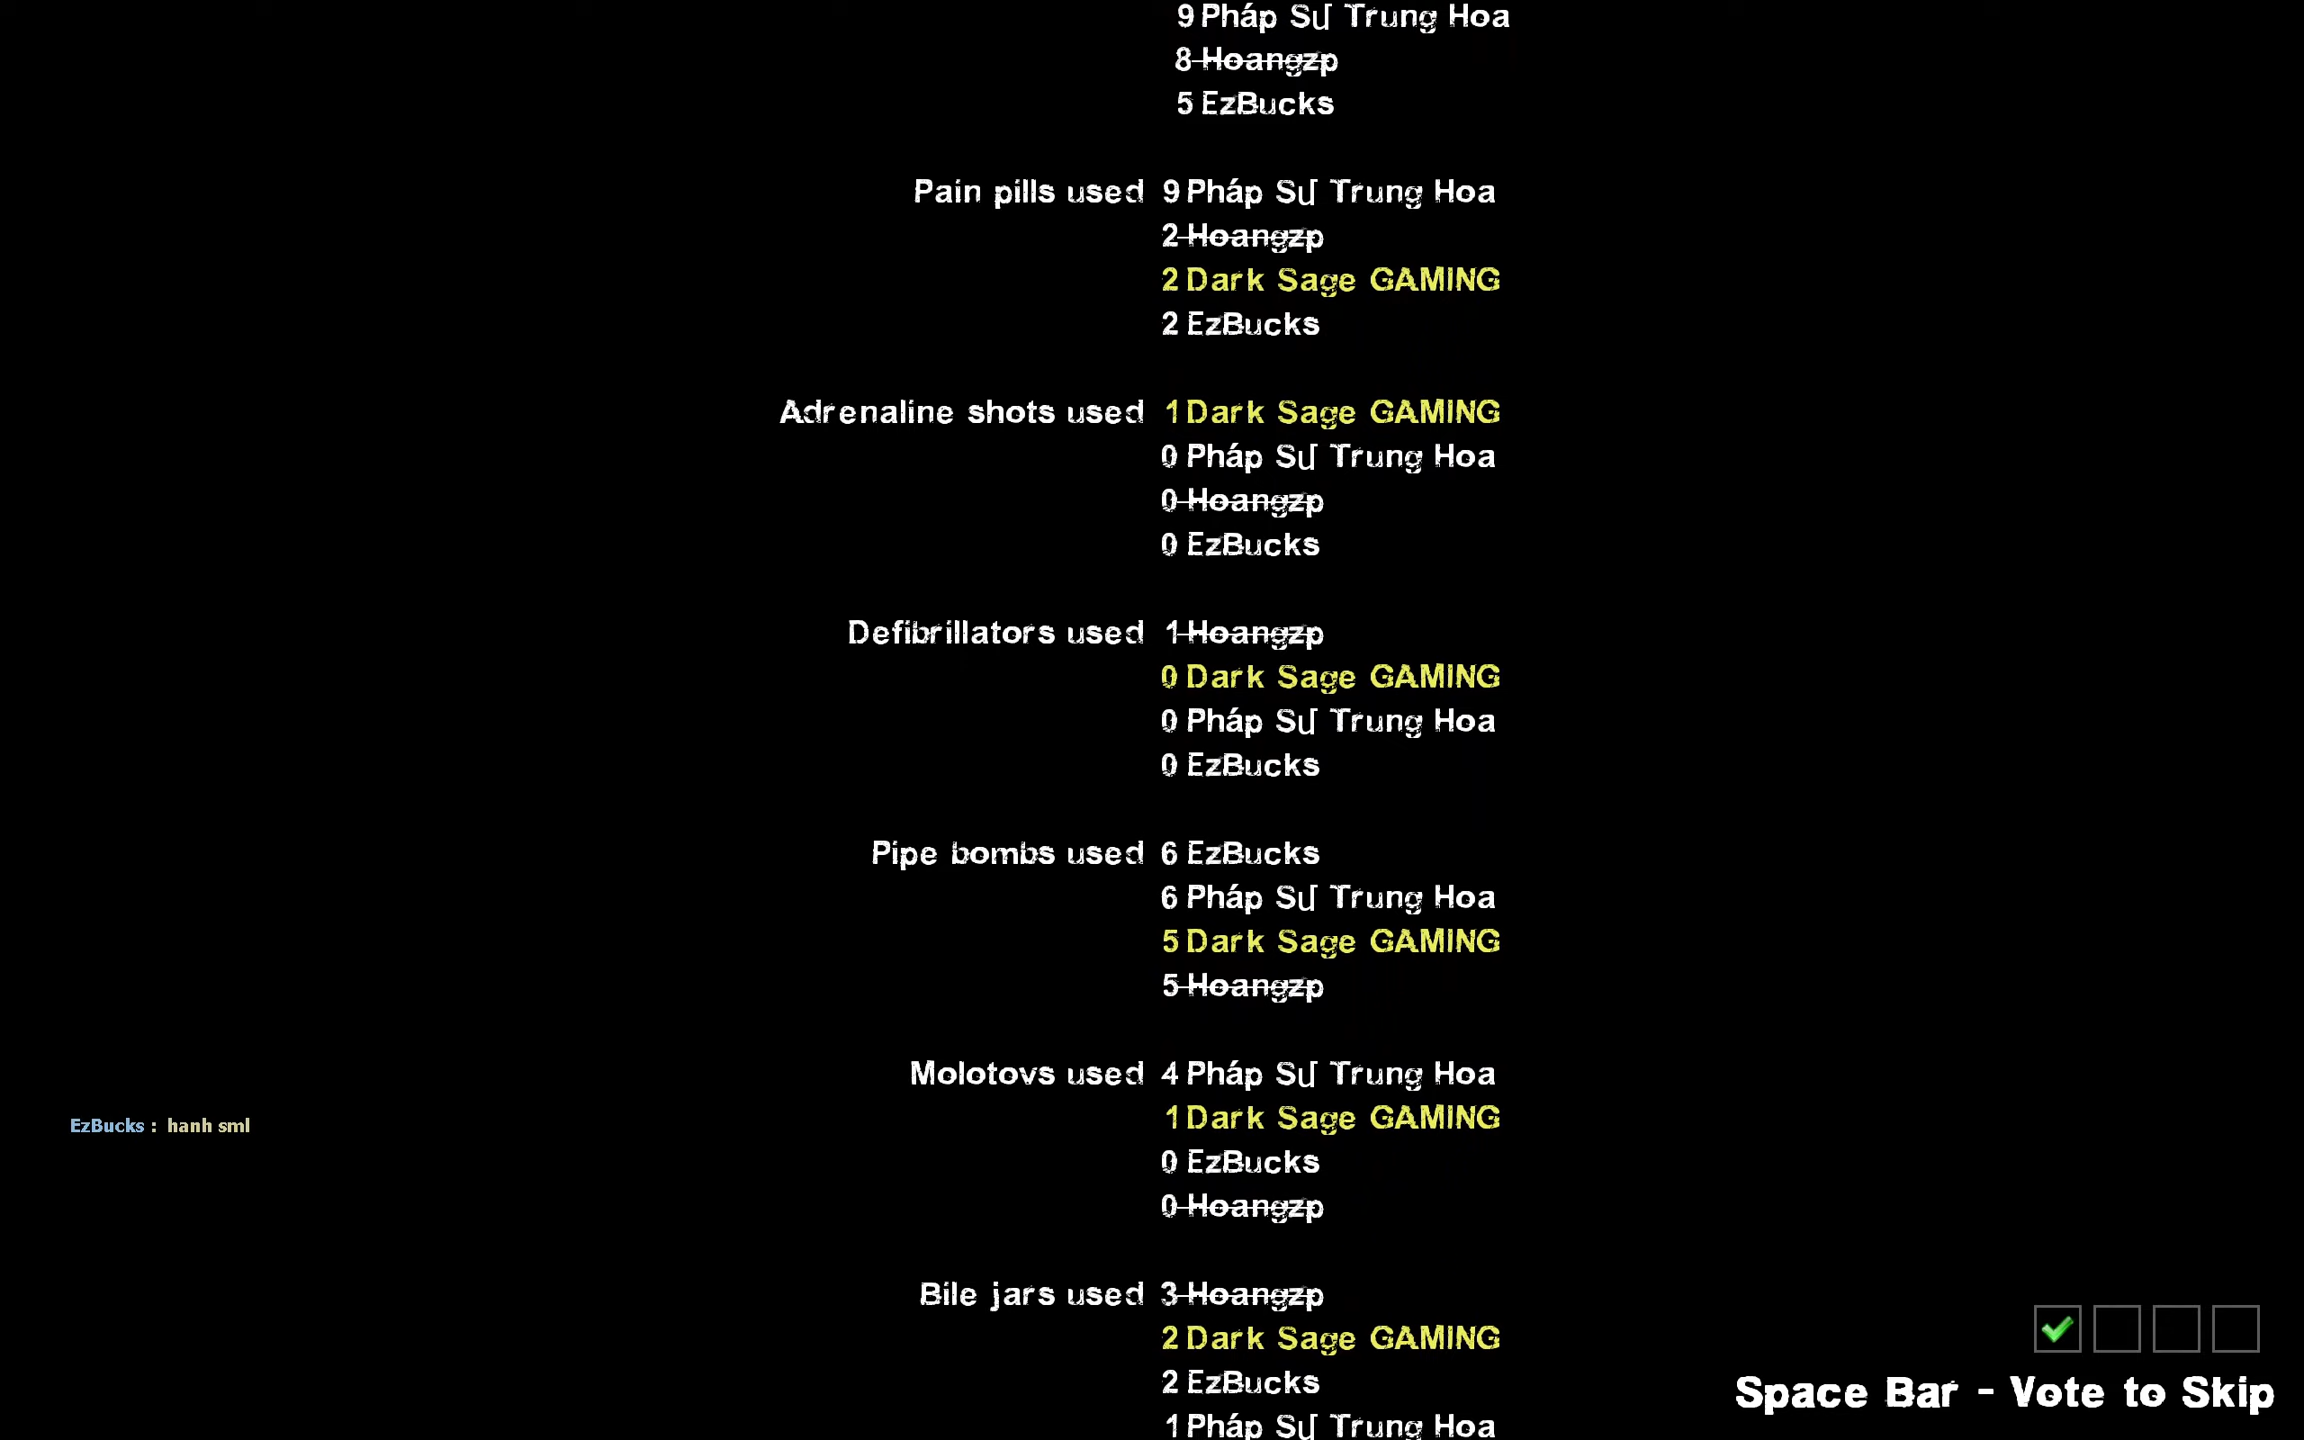 9 Pháp Sư Trung Hoa
8 Hoangzp
5 EzBucks
Pain pills used 9 Pháp Sư Trung Hoa
2 Hoangzp
2 Dark Sage GAMING
2 EzBucks
Adrenaline shots used 1 Dark Sage GAMING
0 Pháp Sư Trung Hoa
0 Hoangzp
0 EzBucks
Defibrillators used 1 Hoangzp
0 Dark Sage GAMING
0 Pháp Sư Trung Hoa
0 EzBucks
Pipe bombs used 6 EzBucks
6 Pháp Sư Trung Hoa
5 Dark Sage GAMING
5 Hoangzp
Molotovs used 4 Pháp Sư Trung Hoa
1 Dark Sage GAMING
EzBucks : hanh sml
0 EzBucks
0 Hoangzp
Bile jars used 3 Hoangzp
2 Dark Sage GAMING
2 EzBucks
1 Pháp Sư Trung Hoa
Space Bar - Vote to Skip